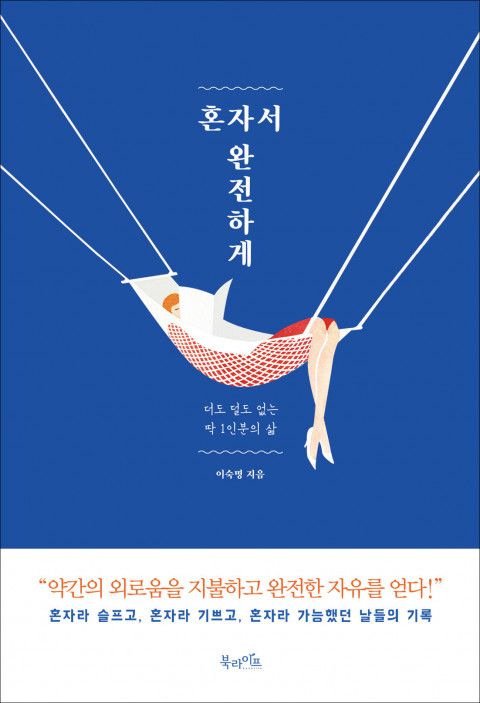 혼자서
완전하게
더도 덜도 없는
딱 1인분의 삶
이숙명 지음
“약간의 외로움을 지불하고 완전한 자유를 얻다!”
혼자라 슬프고, 혼자라 기쁘고, 혼자라 가능했던 날들의 기록
북라이프